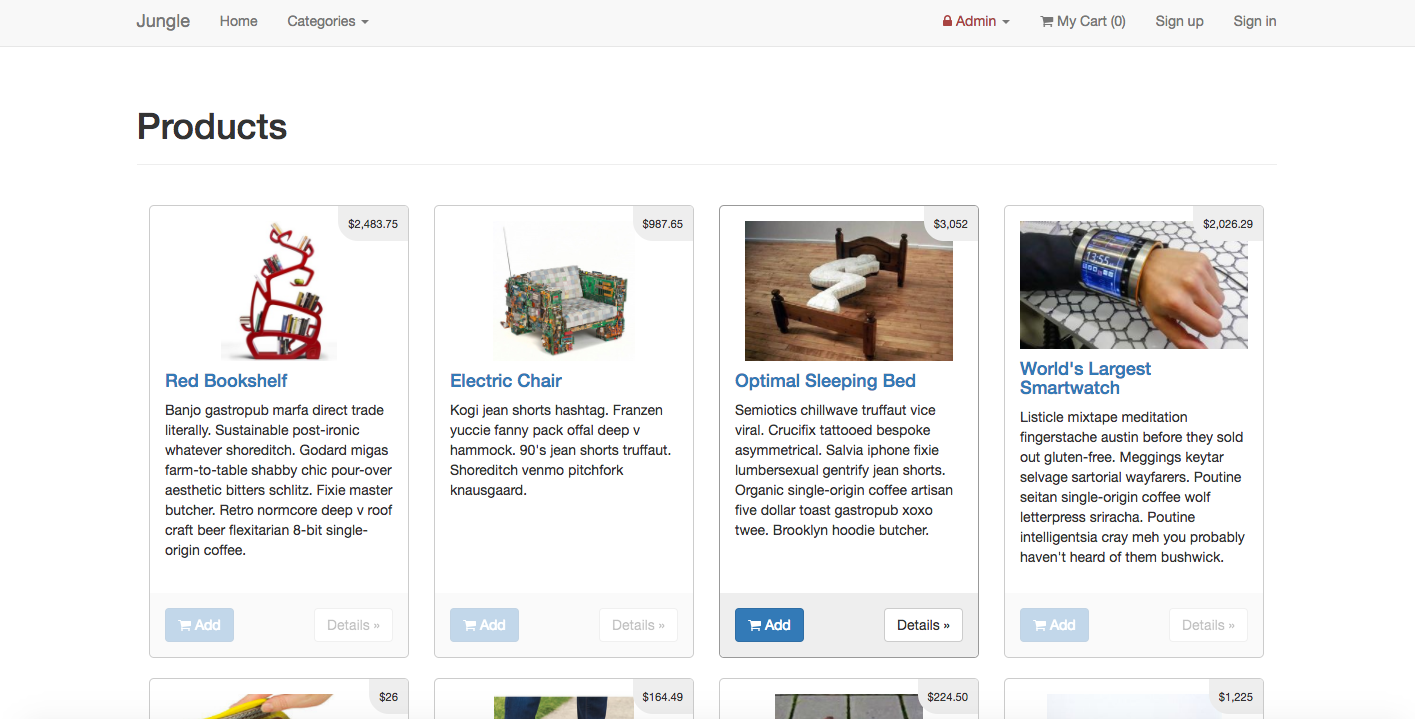 Jungle Home Categories Admin My Cart (0) Sign up Sign in
Products
$2,483.75
Red Bookshelf
Banjo gastropub marfa direct trade
literally. Sustainable post-ironic
whatever shoreditch. Godard migas
farm-to-table shabby chic pour-over
aesthetic bitters schlitz. Fixie master
butcher. Retro normcore deep v roof
craft beer flexitarian 8-bit single-
origin coffee.
Add Details »
$987.65
Electric Chair
Kogi jean shorts hashtag. Franzen
yuccie fanny pack offal deep v
hammock. 90's jean shorts truffaut.
Shoreditch venmo pitchfork
knausgaard.
Add Details »
$3,052
Optimal Sleeping Bed
Semiotics chillwave truffaut vice
viral. Crucifix tattooed bespoke
asymmetrical. Salvia iphone fixie
lumbersexual gentrify jean shorts.
Organic single-origin coffee artisan
five dollar toast gastropub xoxo
twee. Brooklyn hoodie butcher.
Add Details »
$2,026.29
13:55
World's Largest
Smartwatch
Listicle mixtape meditation
fingerstache austin before they sold
out gluten-free. Meggings keytar
selvage sartorial wayfarers. Poutine
seitan single-origin coffee wolf
letterpress sriracha. Poutine
intelligentsia cray meh you probably
haven't heard of them bushwick.
Add Details »
$26
$164.49
$224.50
$1,225